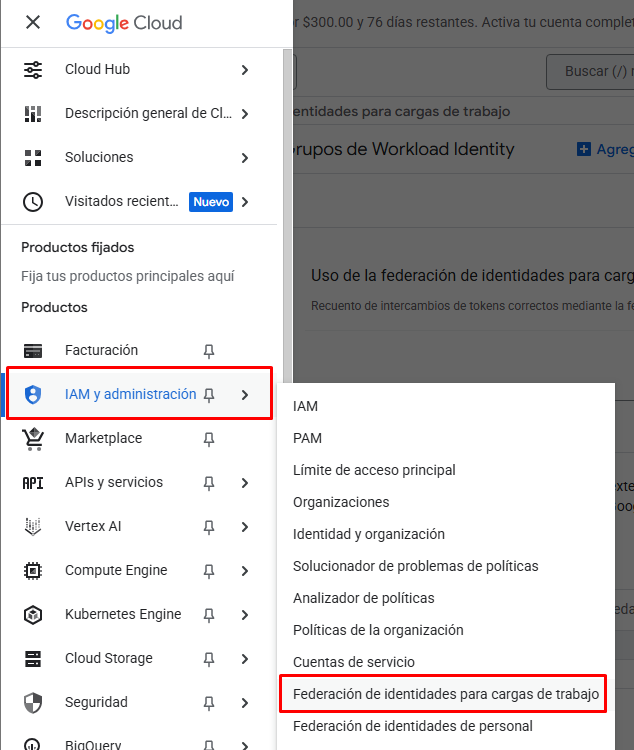 Google Cloud
r $300.00 y 76 días restantes. Activa tu cuenta complet
Cloud Hub
Buscar (/)
Descripción general de Cl...
entidades para cargas de trabajo
rupos de Workload Identity
Agreg
Soluciones
Visitados recient...
Nuevo
Productos fijados
Fija tus productos principales aquí
Uso de la federación de identidades para carg
Recuento de intercambios de tokens correctos mediante la fe
Productos
Facturación
IAM y administración
Marketplace
API
APIs y servicios
Vertex AI
Compute Engine
Kubernetes Engine
Cloud Storage
Seguridad
BigQuery
IAM
PAM
Límite de acceso principal
Organizaciones
Identidad y organización
Solucionador de problemas de políticas
Analizador de políticas
Políticas de la organización
Cuentas de servicio
Federación de identidades para cargas de trabajo
Federación de identidades de personal